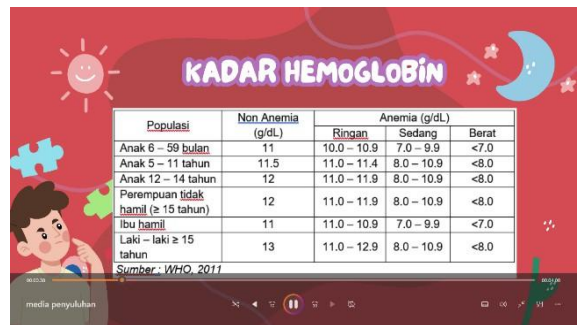 KADAR HEMOGLOBIN
Populasi Non Anemia (g/dL) Anemia (g/dL)
Ringan Sedang Berat
Anak 6 – 59 bulan 11 10.0 – 10.9 7.0 – 9.9 <7.0
Anak 5 – 11 tahun 11.5 11.0 – 11.4 8.0 – 10.9 <8.0
Anak 12 – 14 tahun 12 11.0 – 11.9 8.0 – 10.9 <8.0
Perempuan tidak
hamil (≥ 15 tahun) 12 11.0 – 11.9 8.0 – 10.9 <8.0
Ibu hamil 11 10.0 – 10.9 7.0 – 9.9 <7.0
Laki – laki ≥ 15
tahun 13 11.0 – 12.9 8.0 – 10.9 <8.0
Sumber : WHO, 2011
media penyuluhan